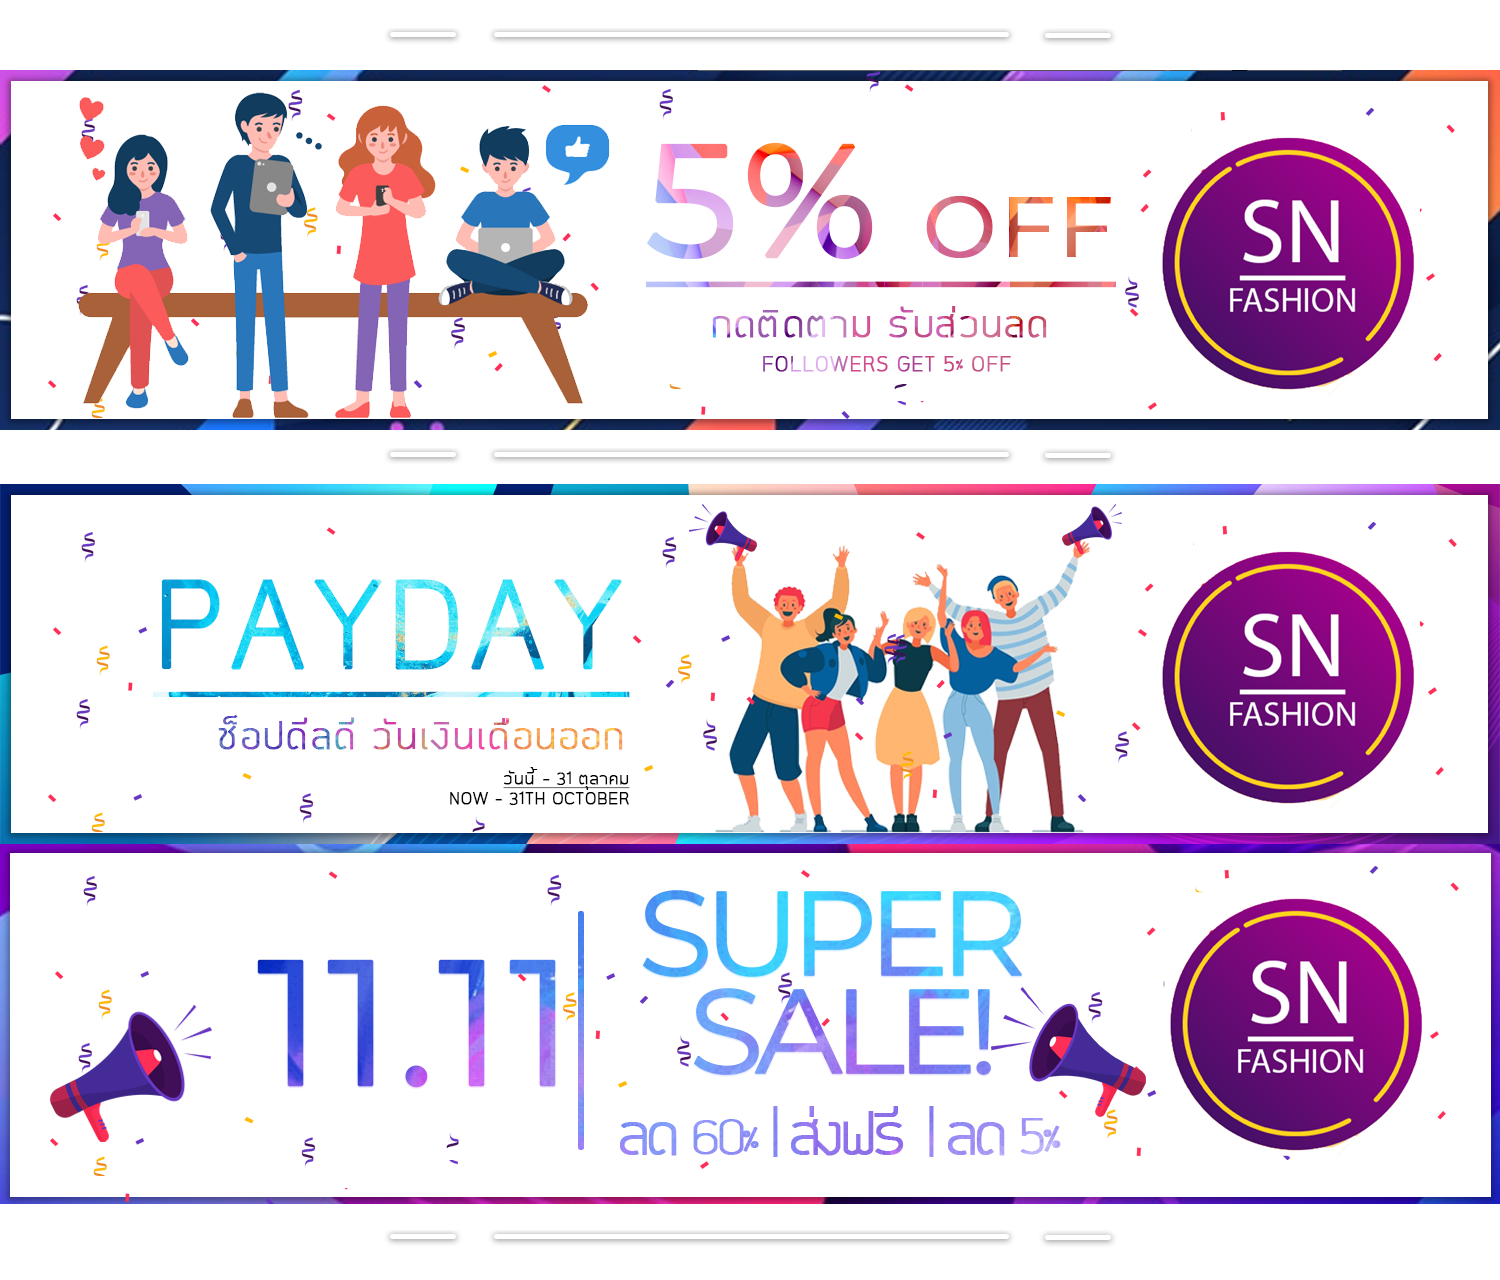 5% OFF
กดติดตาม รับส่วนลด
FOLLOWERS GET 5% OFF
SN
FASHION
PAYDAY
ช็อปดีลดี วันเงินเดือนออก
วันนี้ - 31 ตุลาคม
NOW - 31TH OCTOBER
SN
FASHION
11.11
SUPER
SALE!
ลด 60% | ส่งฟรี | ลด 5%
SN
FASHION